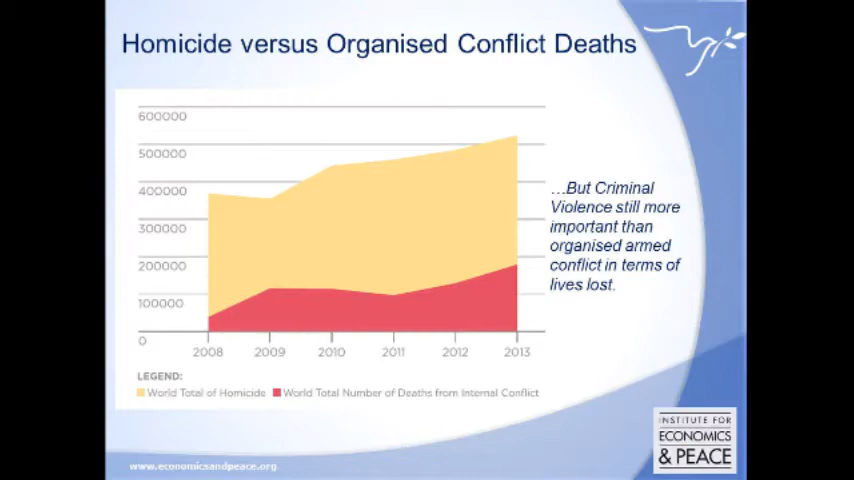 Homicide versus Organised Conflict Deaths
600000
500000
400000
300000
200000
100000
0
2008 2009 2010 2011 2012 2013
…But Criminal
Violence still more
important than
organised armed
conflict in terms of
lives lost.
LEGEND:
World Total of Homicide World Total Number of Deaths from Internal Conflict
INSTITUTE FOR
ECONOMICS
& PEACE
www.economicsandpeace.org